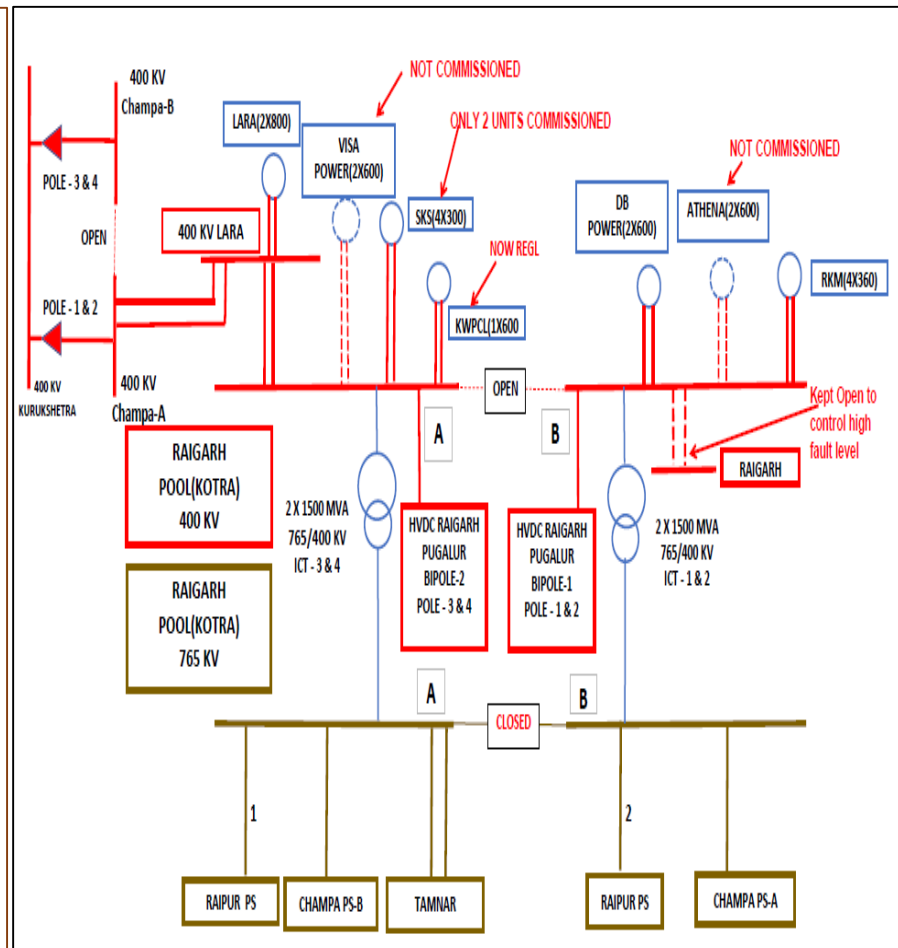 400 KV
Champa-B
POLE - 3 & 4
OPEN
POLE - 1 & 2
400 KV
KURUKSHETRA
400 KV
Champa-A
LARA(2X800)
400 KV LARA
NOT COMMISSIONED
VISA
POWER(2X600)
ONLY 2 UNITS COMMISSIONED
SKS(4X300)
NOW REGL
KWPCL(1X600
NOT COMMISSIONED
DB
POWER(2X600)
ATHENA(2X600)
RKM(4X360)
OPEN
A
B
Kept Open to
control high
fault level
RAIGARH
RAIGARH
POOL(KOTRA)
400 KV
2 X 1500 MVA
765/400 KV
ICT - 3 & 4
HVDC RAIGARH
PUGALUR
BIPOLE-2
POLE - 3 & 4
HVDC RAIGARH
PUGALUR
BIPOLE-1
POLE - 1 & 2
2 X 1500 MVA
765/400 KV
ICT - 1 & 2
RAIGARH
POOL(KOTRA)
765 KV
A
B
CLOSED
1
2
RAIPUR PS
CHAMPA PS-B
TAMNAR
RAIPUR PS
CHAMPA PS-A